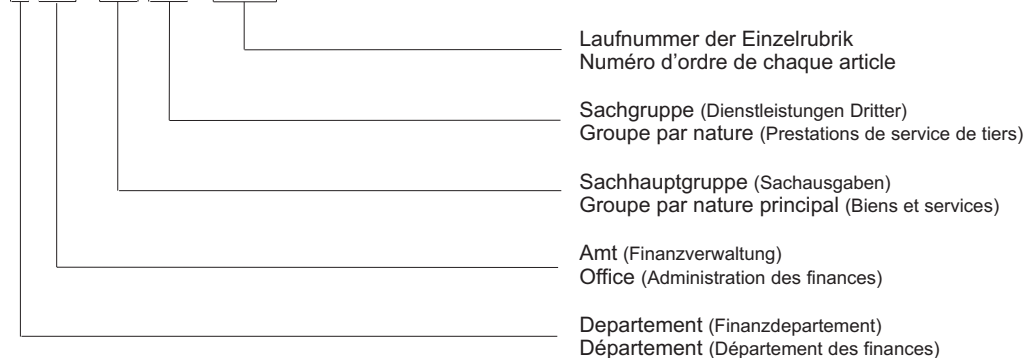 Laufnummer der Einzelrubrik
Numéro d'ordre de chaque article
Sachgruppe (Dienstleistungen Dritter)
Groupe par nature (Prestations de service de tiers)
Sachhauptgruppe (Sachausgaben)
Groupe par nature principal (Biens et services)
Amt (Finanzverwaltung)
Office (Administration des finances)
Departement (Finanzdepartement)
Département (Département des finances)